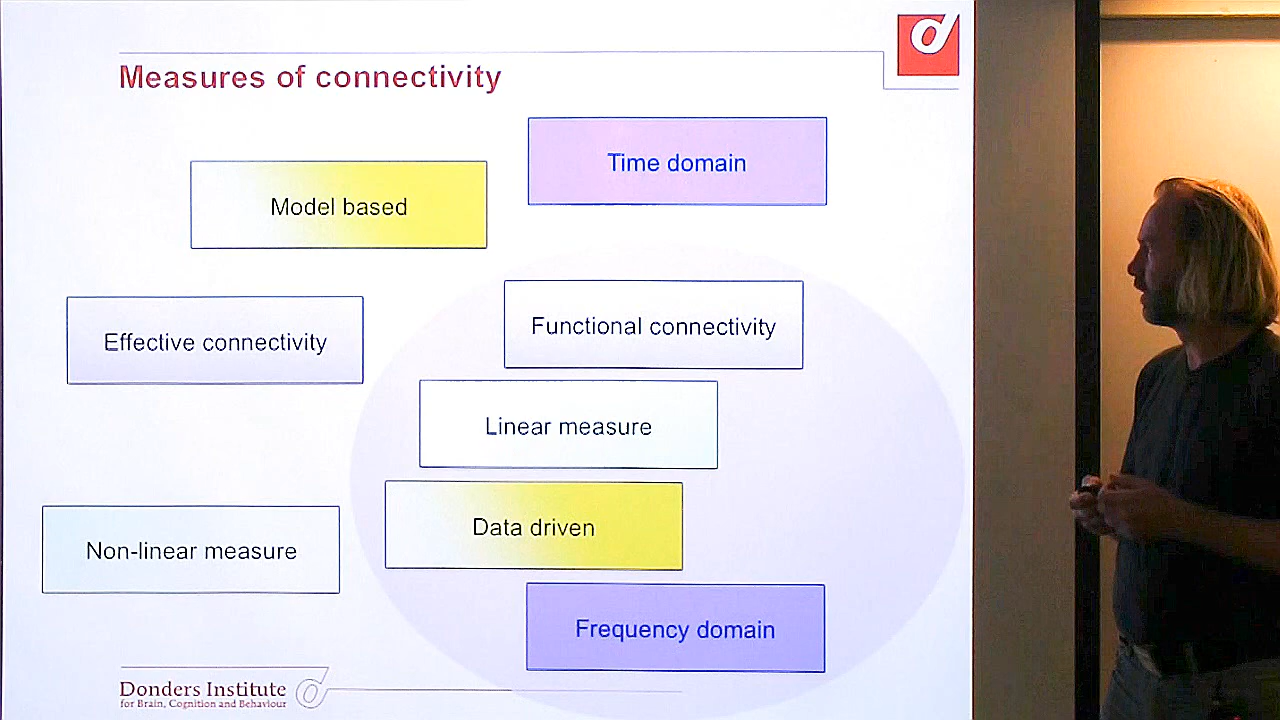 Measures of connectivity
Time domain
Model based
Functional connectivity
Effective connectivity
Linear measure
Data driven
Non-linear measure
Frequency domain
Donders Institute
for Brain, Cognition and Behaviour